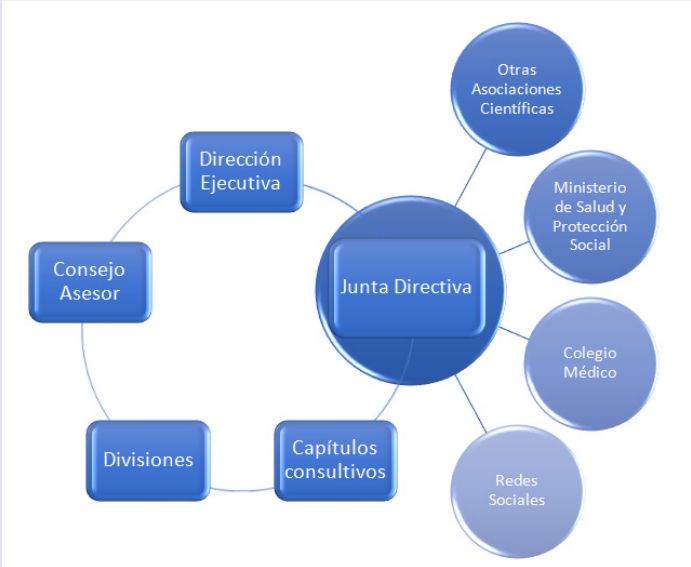 Otras
Asociaciones
Científicas
Dirección
Ejecutiva
Ministerio
de Salud y
Protección
Social
Consejo
Asesor
Junta Directiva
Colegio
Médico
Divisiones
Capítulos
consultivos
Redes
Sociales